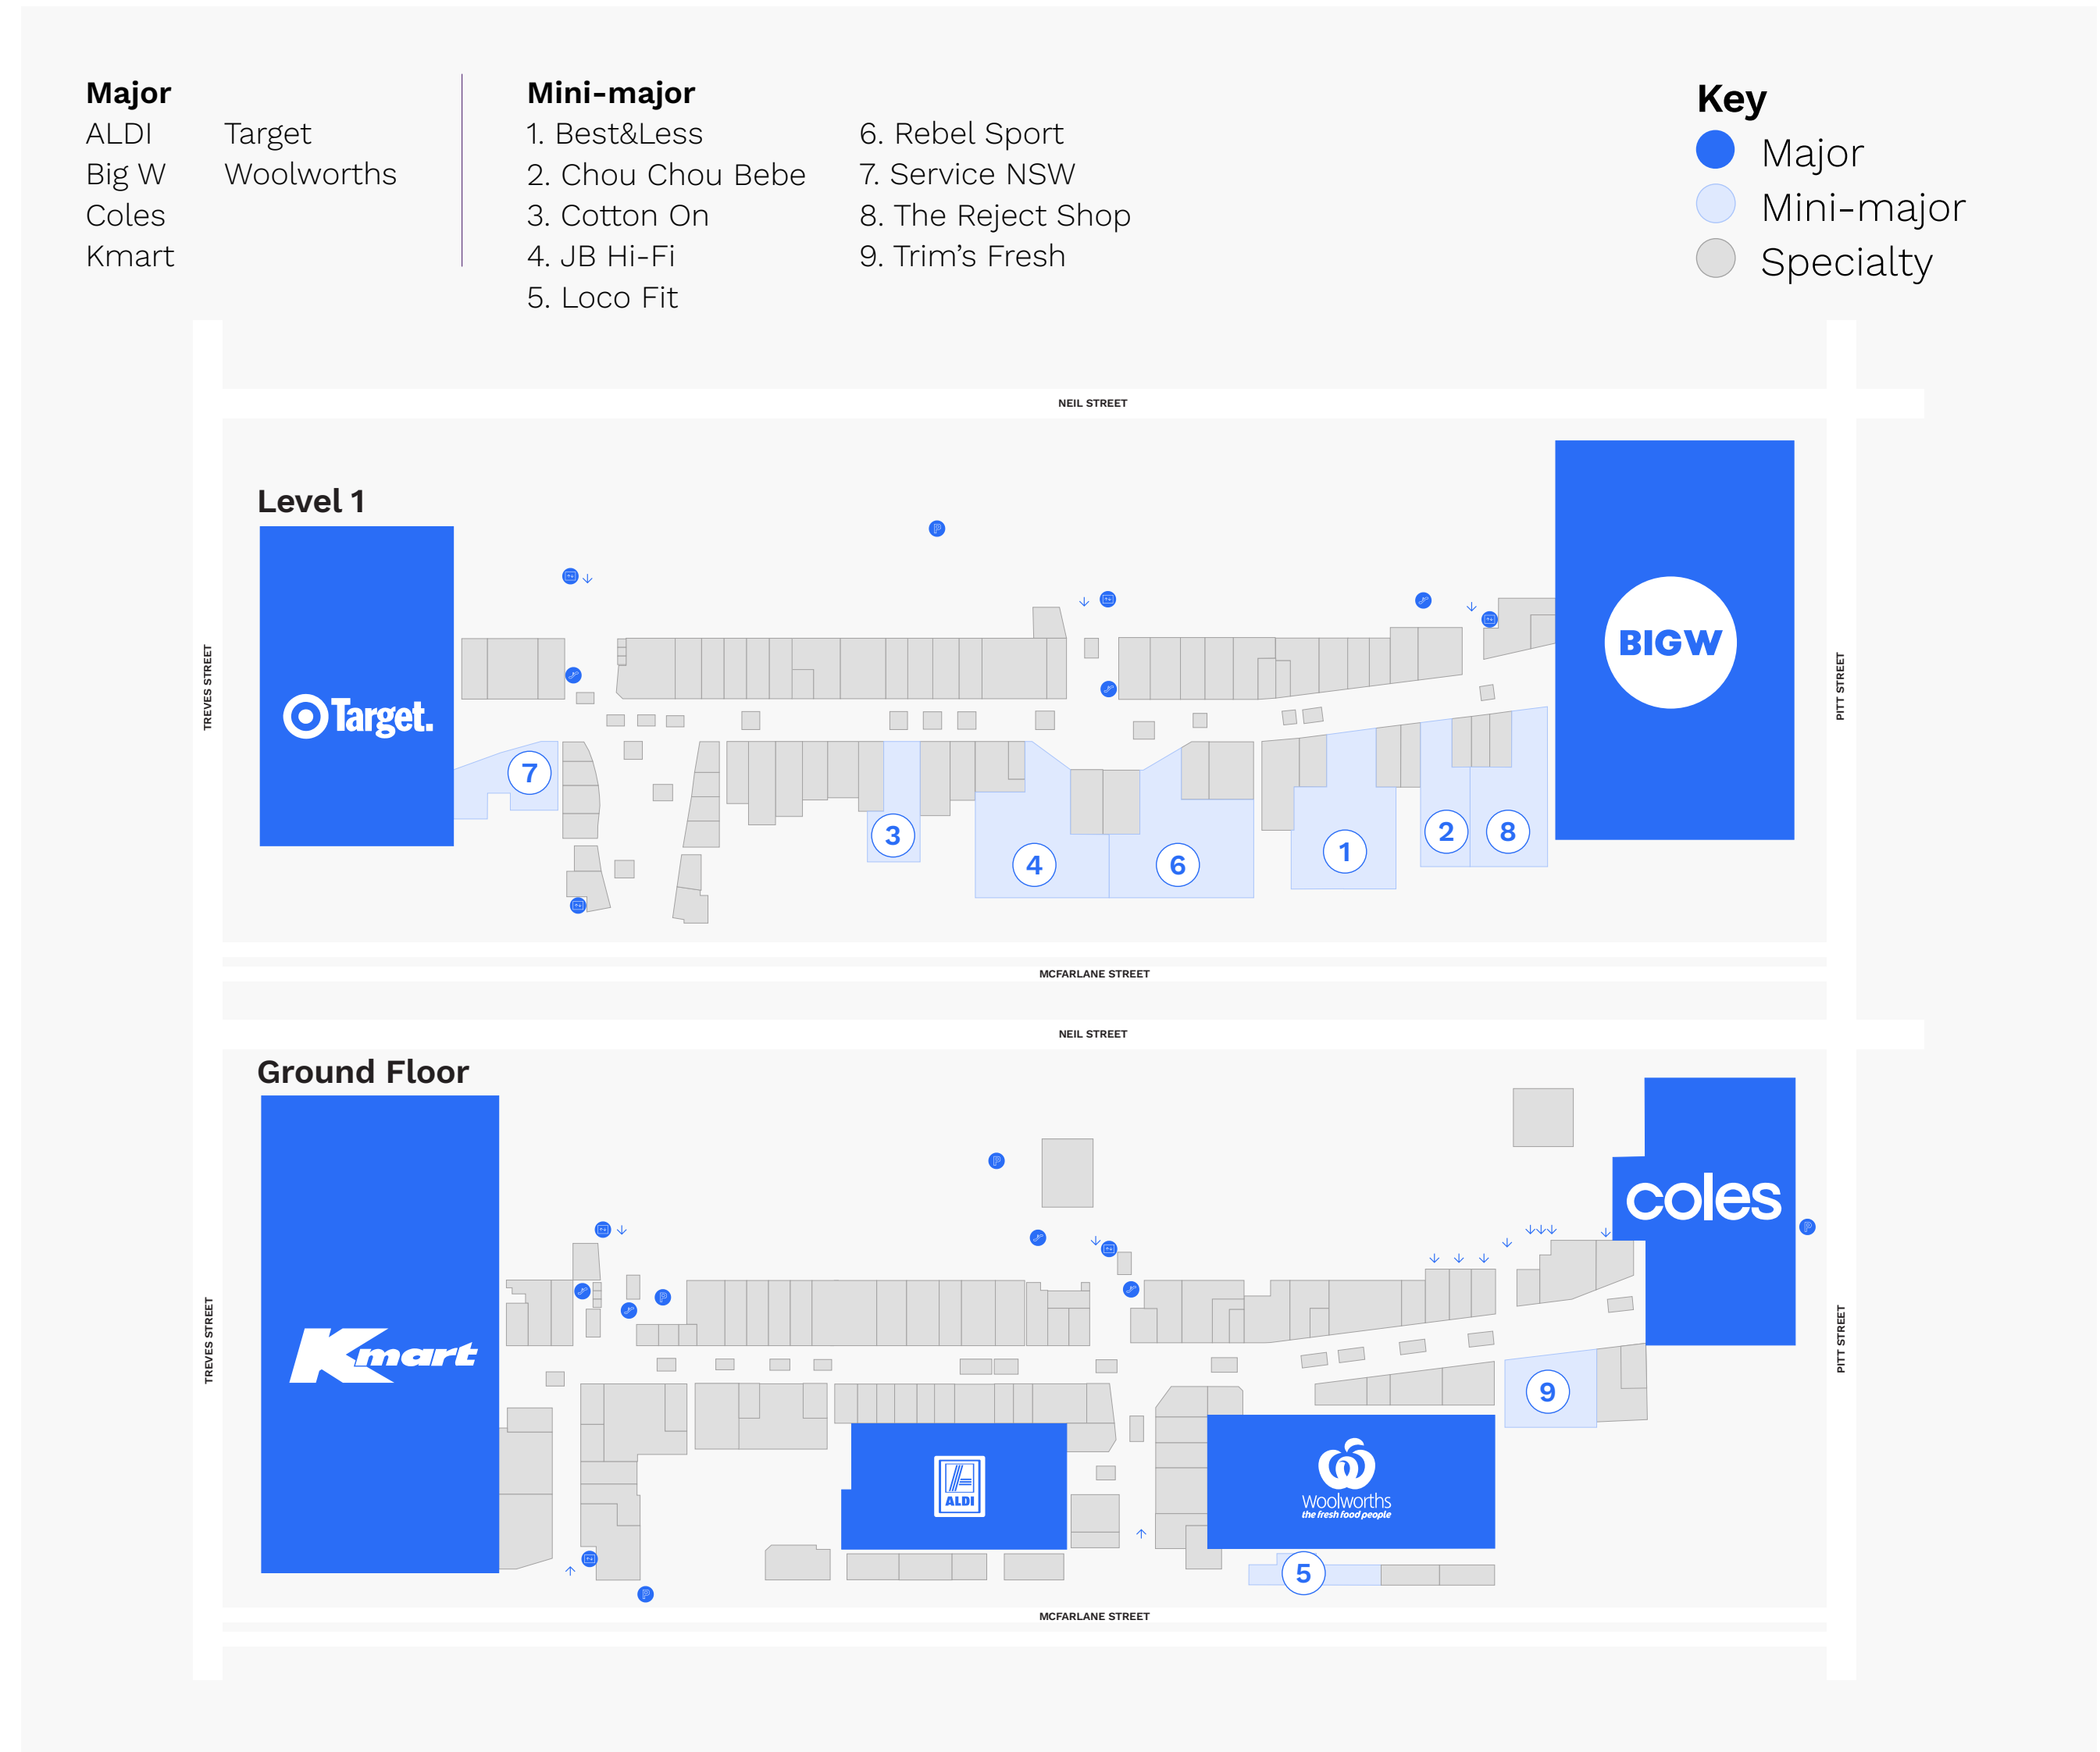 Major
ALDI
Big W
Coles
Kmart
Target
Woolworths
Mini-major
1. Best&Less
2. Chou Chou Bebe
3. Cotton On
4. JB Hi-Fi
5. Loco Fit
6. Rebel Sport
7. Service NSW
8. The Reject Shop
9. Trim’s Fresh
Key
Major
Mini-major
Specialty
NEIL STREET
Level 1
P
BIG W
TREVES STREET
PITT STREET
Target.
7
3
4
6
1
2
8
MCFARLANE STREET
NEIL STREET
Ground Floor
P
coles
P
P
Kmart
TREVES STREET
PITT STREET
9
ALDI
Woolworths
the fresh food people
5
P
MCFARLANE STREET